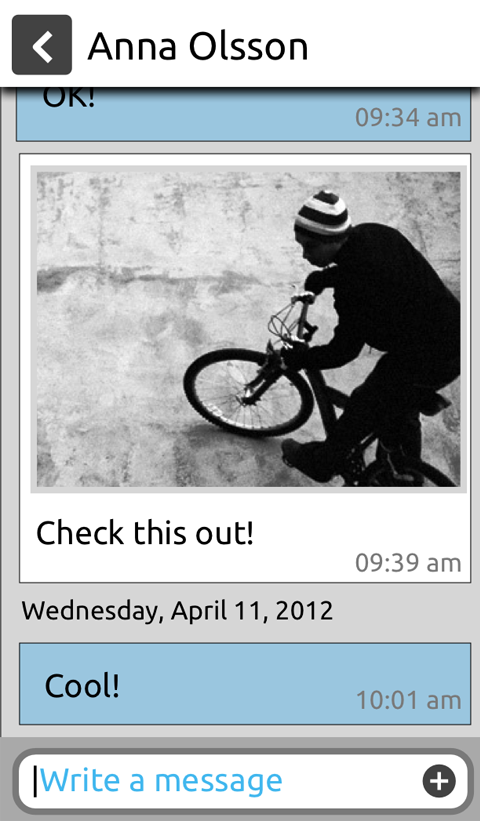 Anna Olsson
OK!
09:34 am
Check this out!
09:39 am
Wednesday, April 11, 2012
Cool!
10:01 am
Write a message